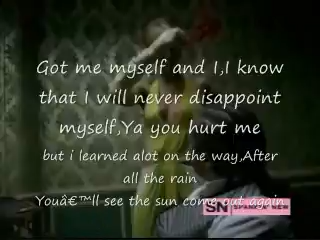 Got me myself and I,I know
that I will never disappoint
myself,Ya you hurt me
but i learned alot on the way,After
all the rain
Youâ€™ll see the sun come out again
SN